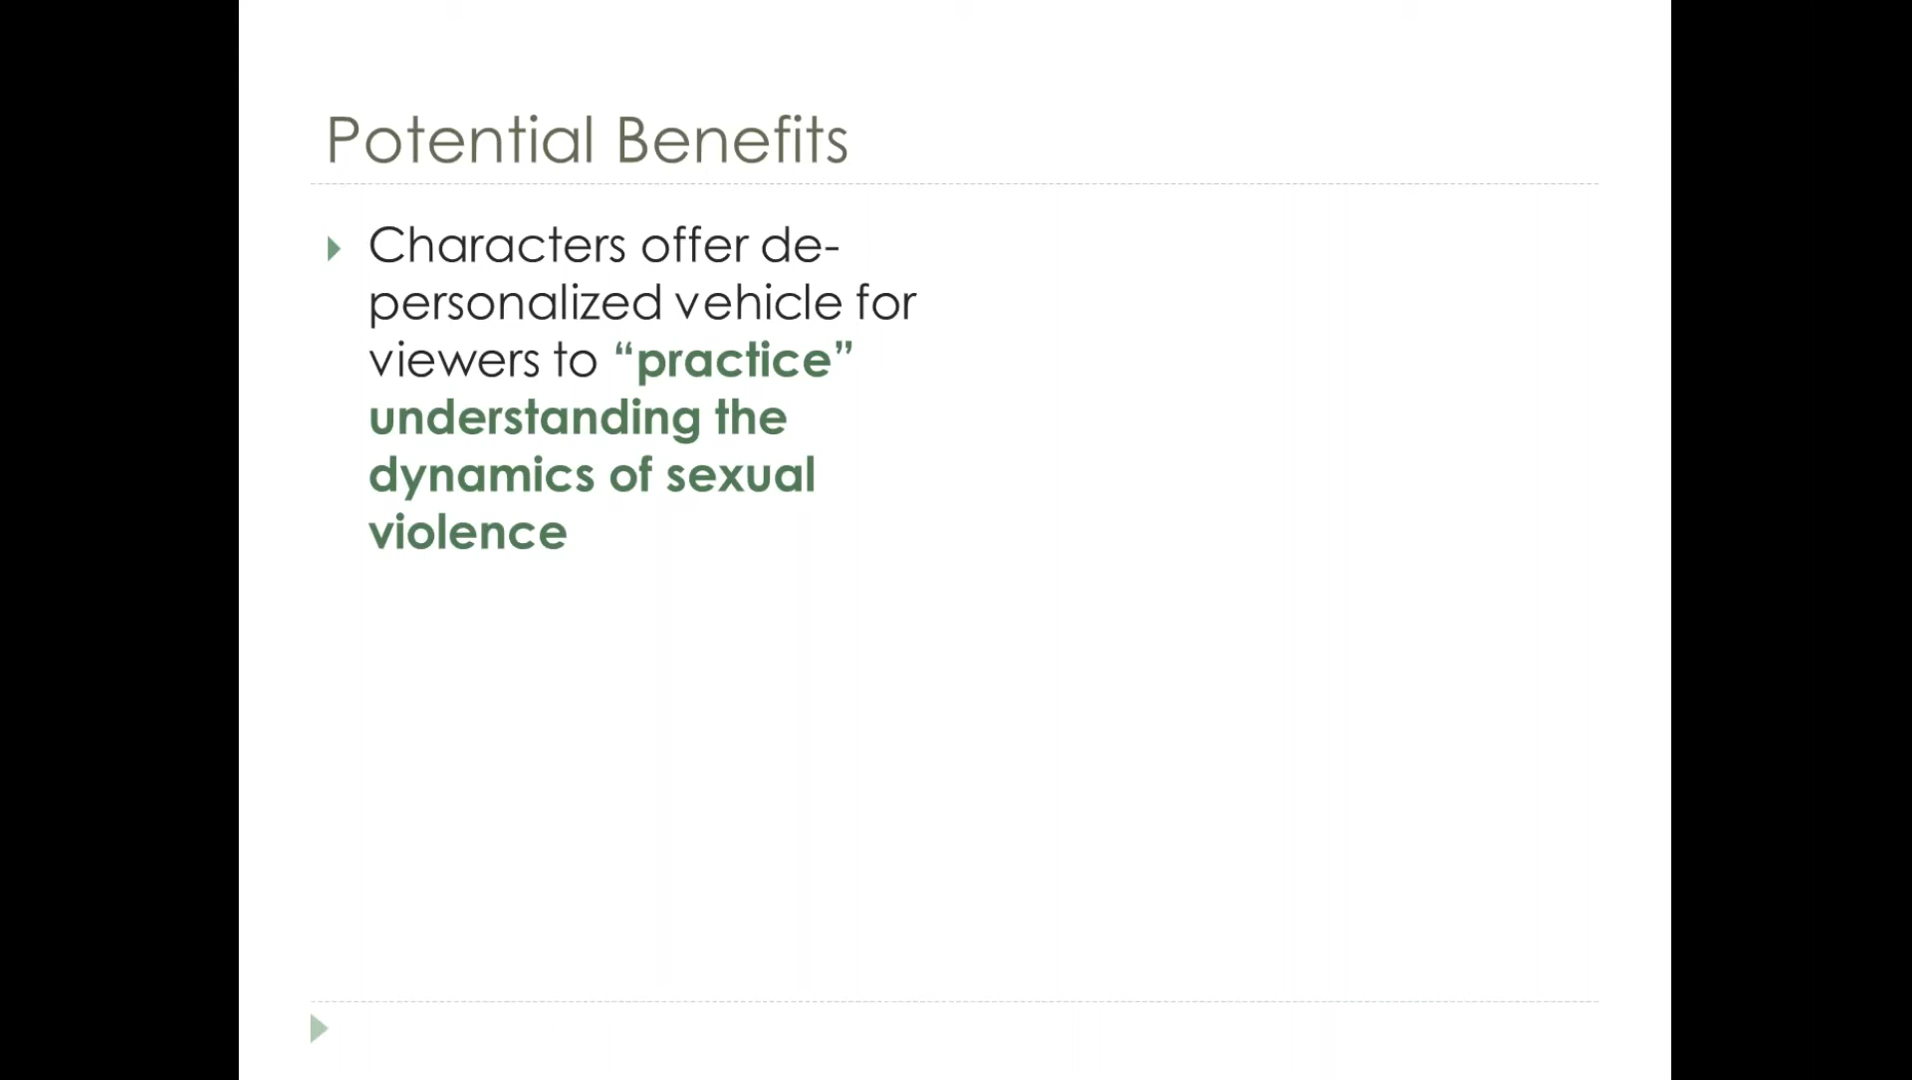 Potential Benefits
Characters offer de-
personalized vehicle for
viewers to “practice”
understanding the
dynamics of sexual
violence